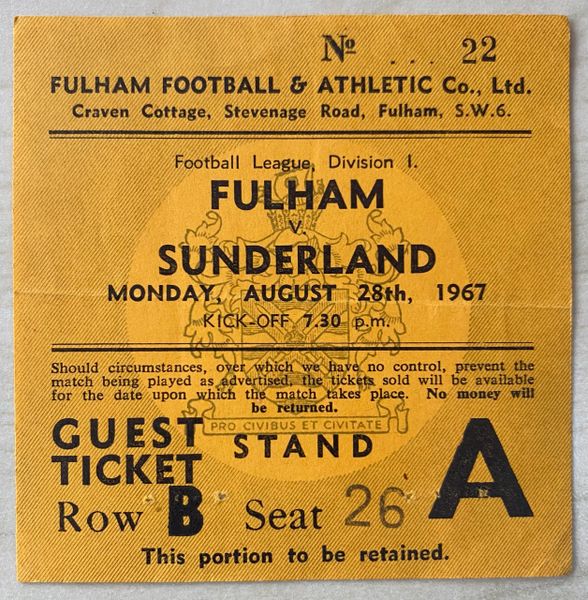 Nº ... 22
FULHAM FOOTBALL & ATHLETIC Co., Ltd.
Craven Cottage, Stevenage Road, Fulham, S.W.6.
Football League, Division I.
FULHAM
v.
SUNDERLAND
MONDAY, AUGUST 28th, 1967
KICK-OFF 7.30 p.m.
Should circumstances, over which we have no control, prevent the
match being played as advertised, the tickets sold will be available
for the date upon which the match takes place. No money will
be returned.
PRO CIVIBUS ET CIVITATE
GUEST
TICKET
STAND
A
Row B Seat 26
This portion to be retained.